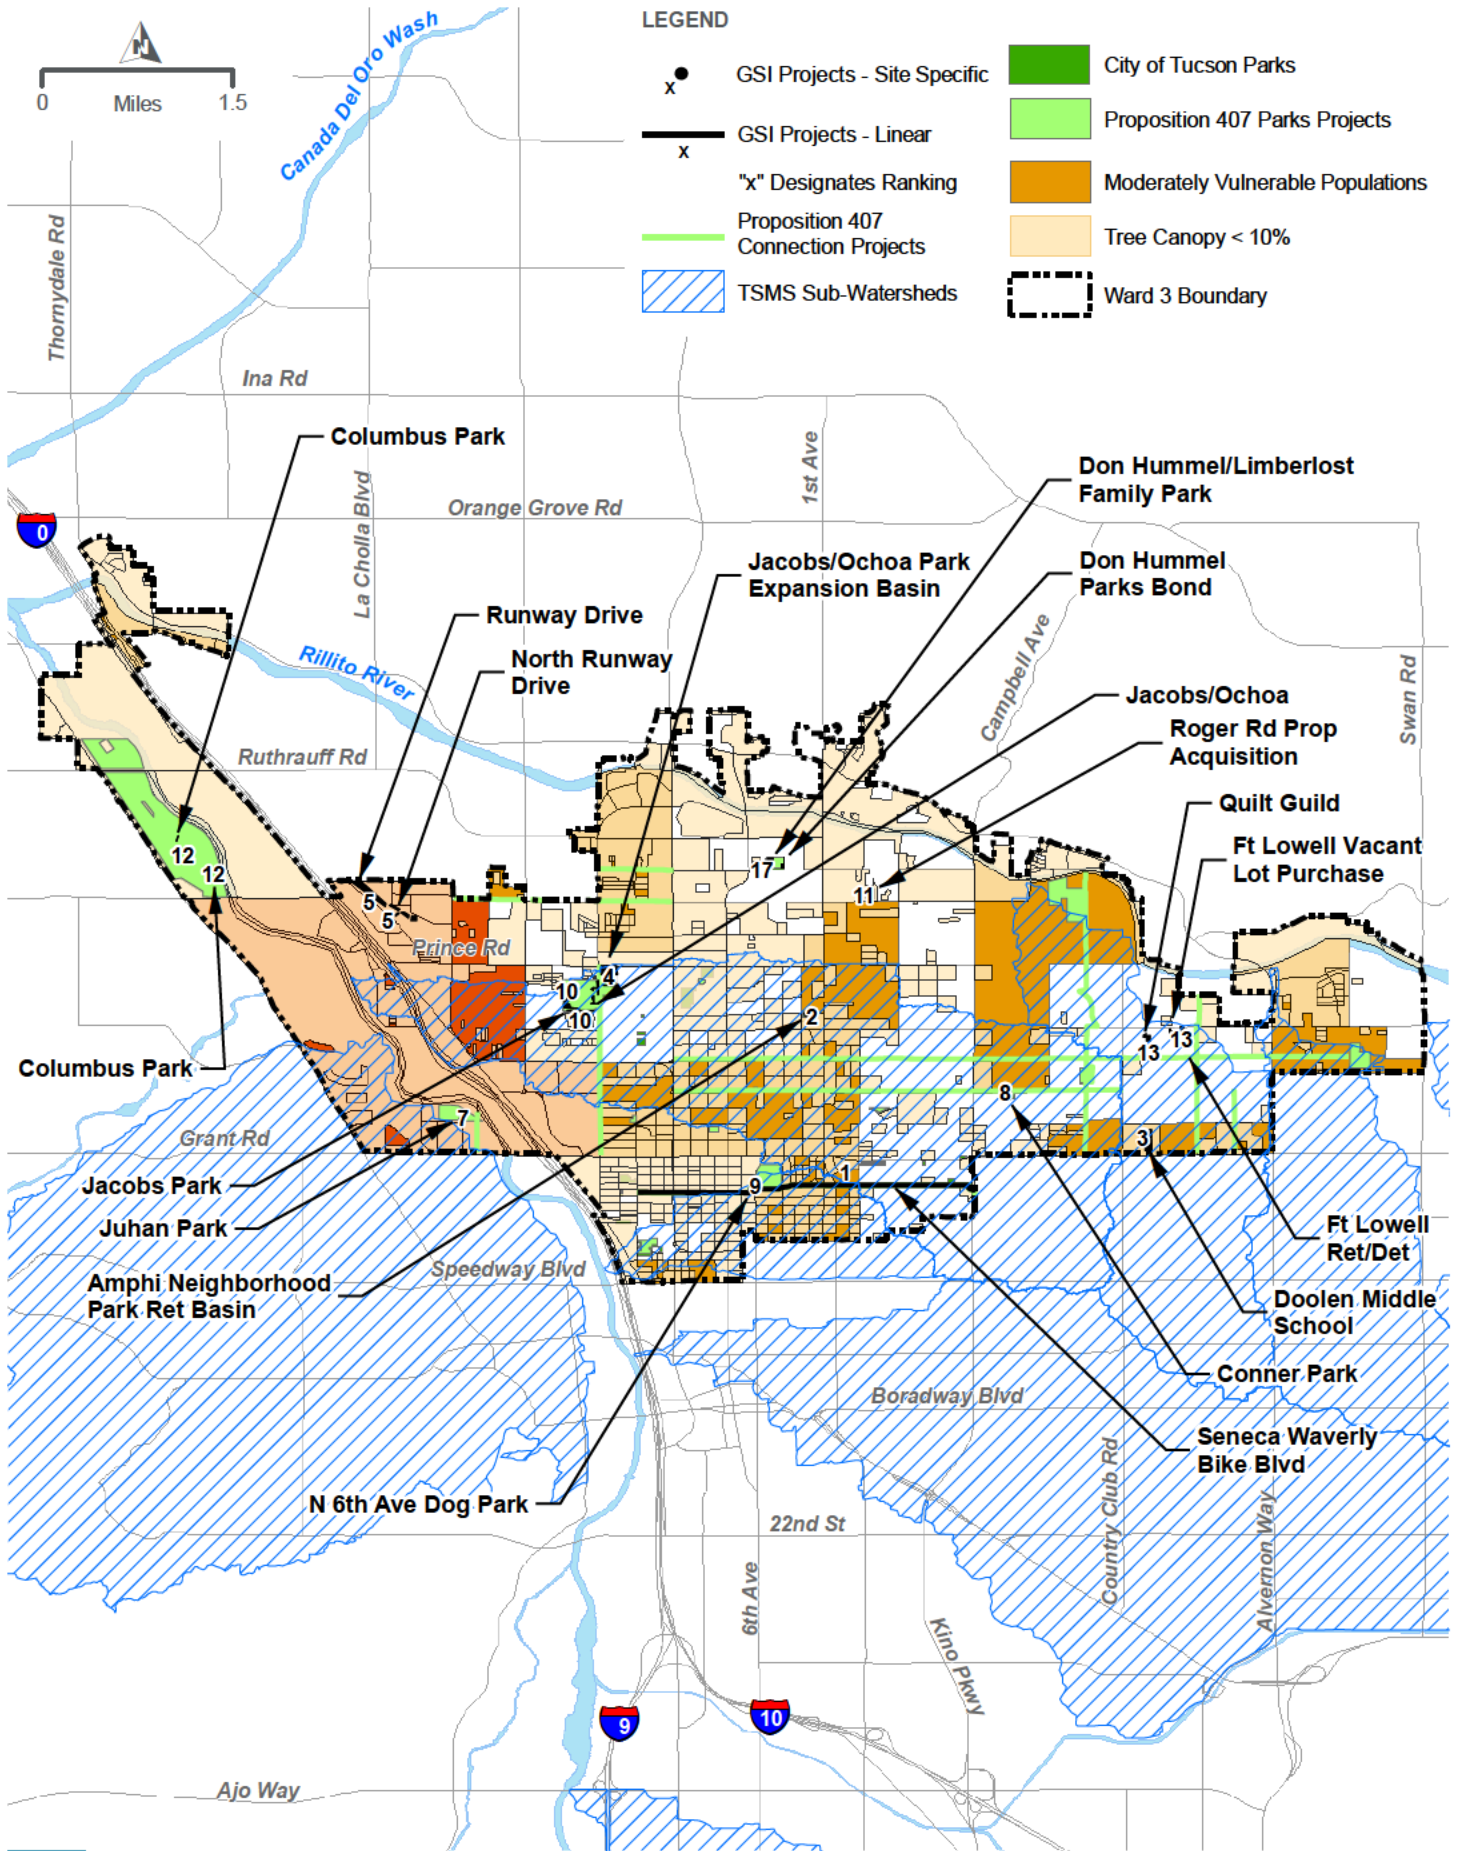 LEGEND
N
0
Miles
1.5
x
GSI Projects - Site Specific
x
GSI Projects - Linear
"x" Designates Ranking
Proposition 407
Connection Projects
TSMS Sub-Watersheds
City of Tucson Parks
Proposition 407 Parks Projects
Moderately Vulnerable Populations
Tree Canopy < 10%
Ward 3 Boundary
Canada Del Oro Wash
Thornydale Rd
Ina Rd
Columbus Park
La Cholla Blvd
Orange Grove Rd
1st Ave
Don Hummel/Limberlost
Family Park
0
Jacobs/Ochoa Park
Expansion Basin
Don Hummel
Parks Bond
Runway Drive
Rillito River
North Runway
Drive
Campbell Ave
Swan Rd
Jacobs/Ochoa
Roger Rd Prop
Acquisition
Ruthrauff Rd
Quilt Guild
Ft Lowell Vacant
Lot Purchase
12
12
17
11
5
5
Prince Rd
4
10
10
2
13
13
Columbus Park
8
7
3
Grant Rd
1
9
Jacobs Park
Juhan Park
Ft Lowell
Ret/Det
Speedway Blvd
Amphi Neighborhood
Park Ret Basin
Doolen Middle
School
Conner Park
Boradway Blvd
Seneca Waverly
Bike Blvd
N 6th Ave Dog Park
22nd St
Country Club Rd
Alvernon Way
6th Ave
Kino Pkwy
9
10
Ajo Way